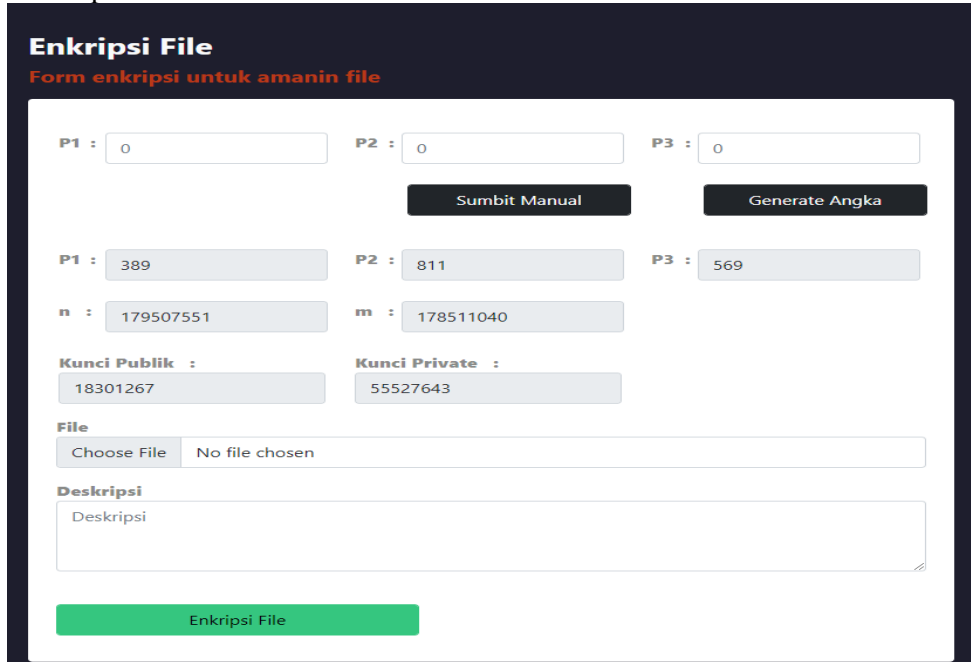 Enkripsi File
Form enkripsi untuk amanin file
P1 : 0 P2 : 0 P3 : 0
Sumbit Manual Generate Angka
P1 : 389 P2 : 811 P3 : 569
n : 179507551 m : 178511040
Kunci Publik : Kunci Private :
18301267 55527643
File
Choose File No file chosen
Deskripsi
Deskripsi
Enkripsi File